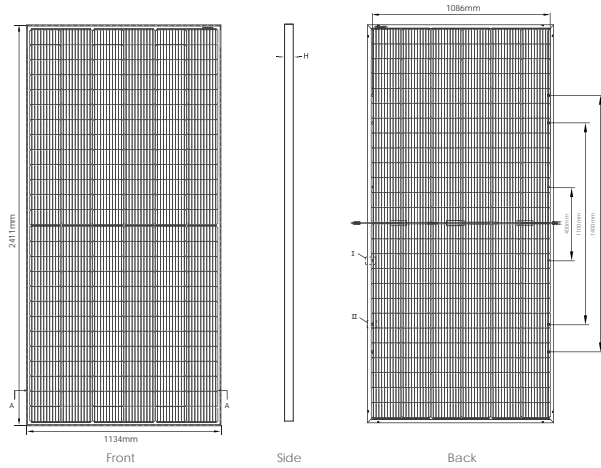 1086mm
H
2411mm
400mm
1100mm
1400mm
I
II
A
A
1134mm
Front
Side
Back